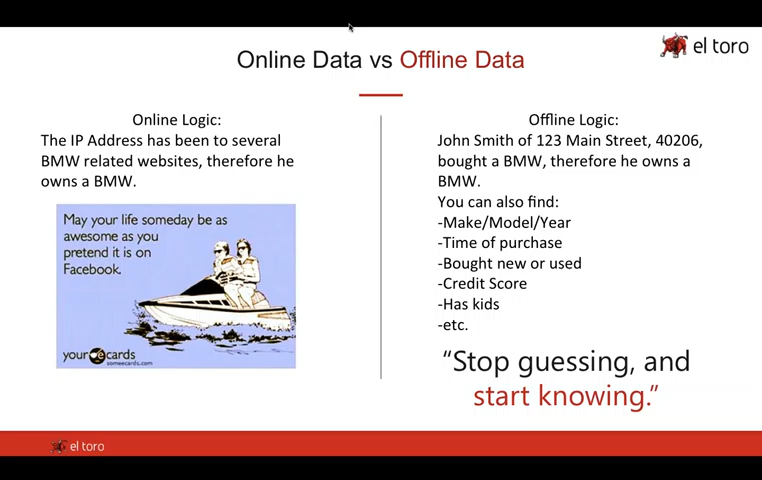 el toro
Online Data vs Offline Data
Online Logic:
The IP Address has been to several
BMW related websites, therefore he
owns a BMW.
May your life someday be as
awesome as you
pretend it is on
Facebook.
your e cards
someecards.com
Offline Logic:
John Smith of 123 Main Street, 40206,
bought a BMW, therefore he owns a
BMW.
You can also find:
-Make/Model/Year
-Time of purchase
-Bought new or used
-Credit Score
-Has kids
-etc.
“Stop guessing, and
start knowing.”
el toro